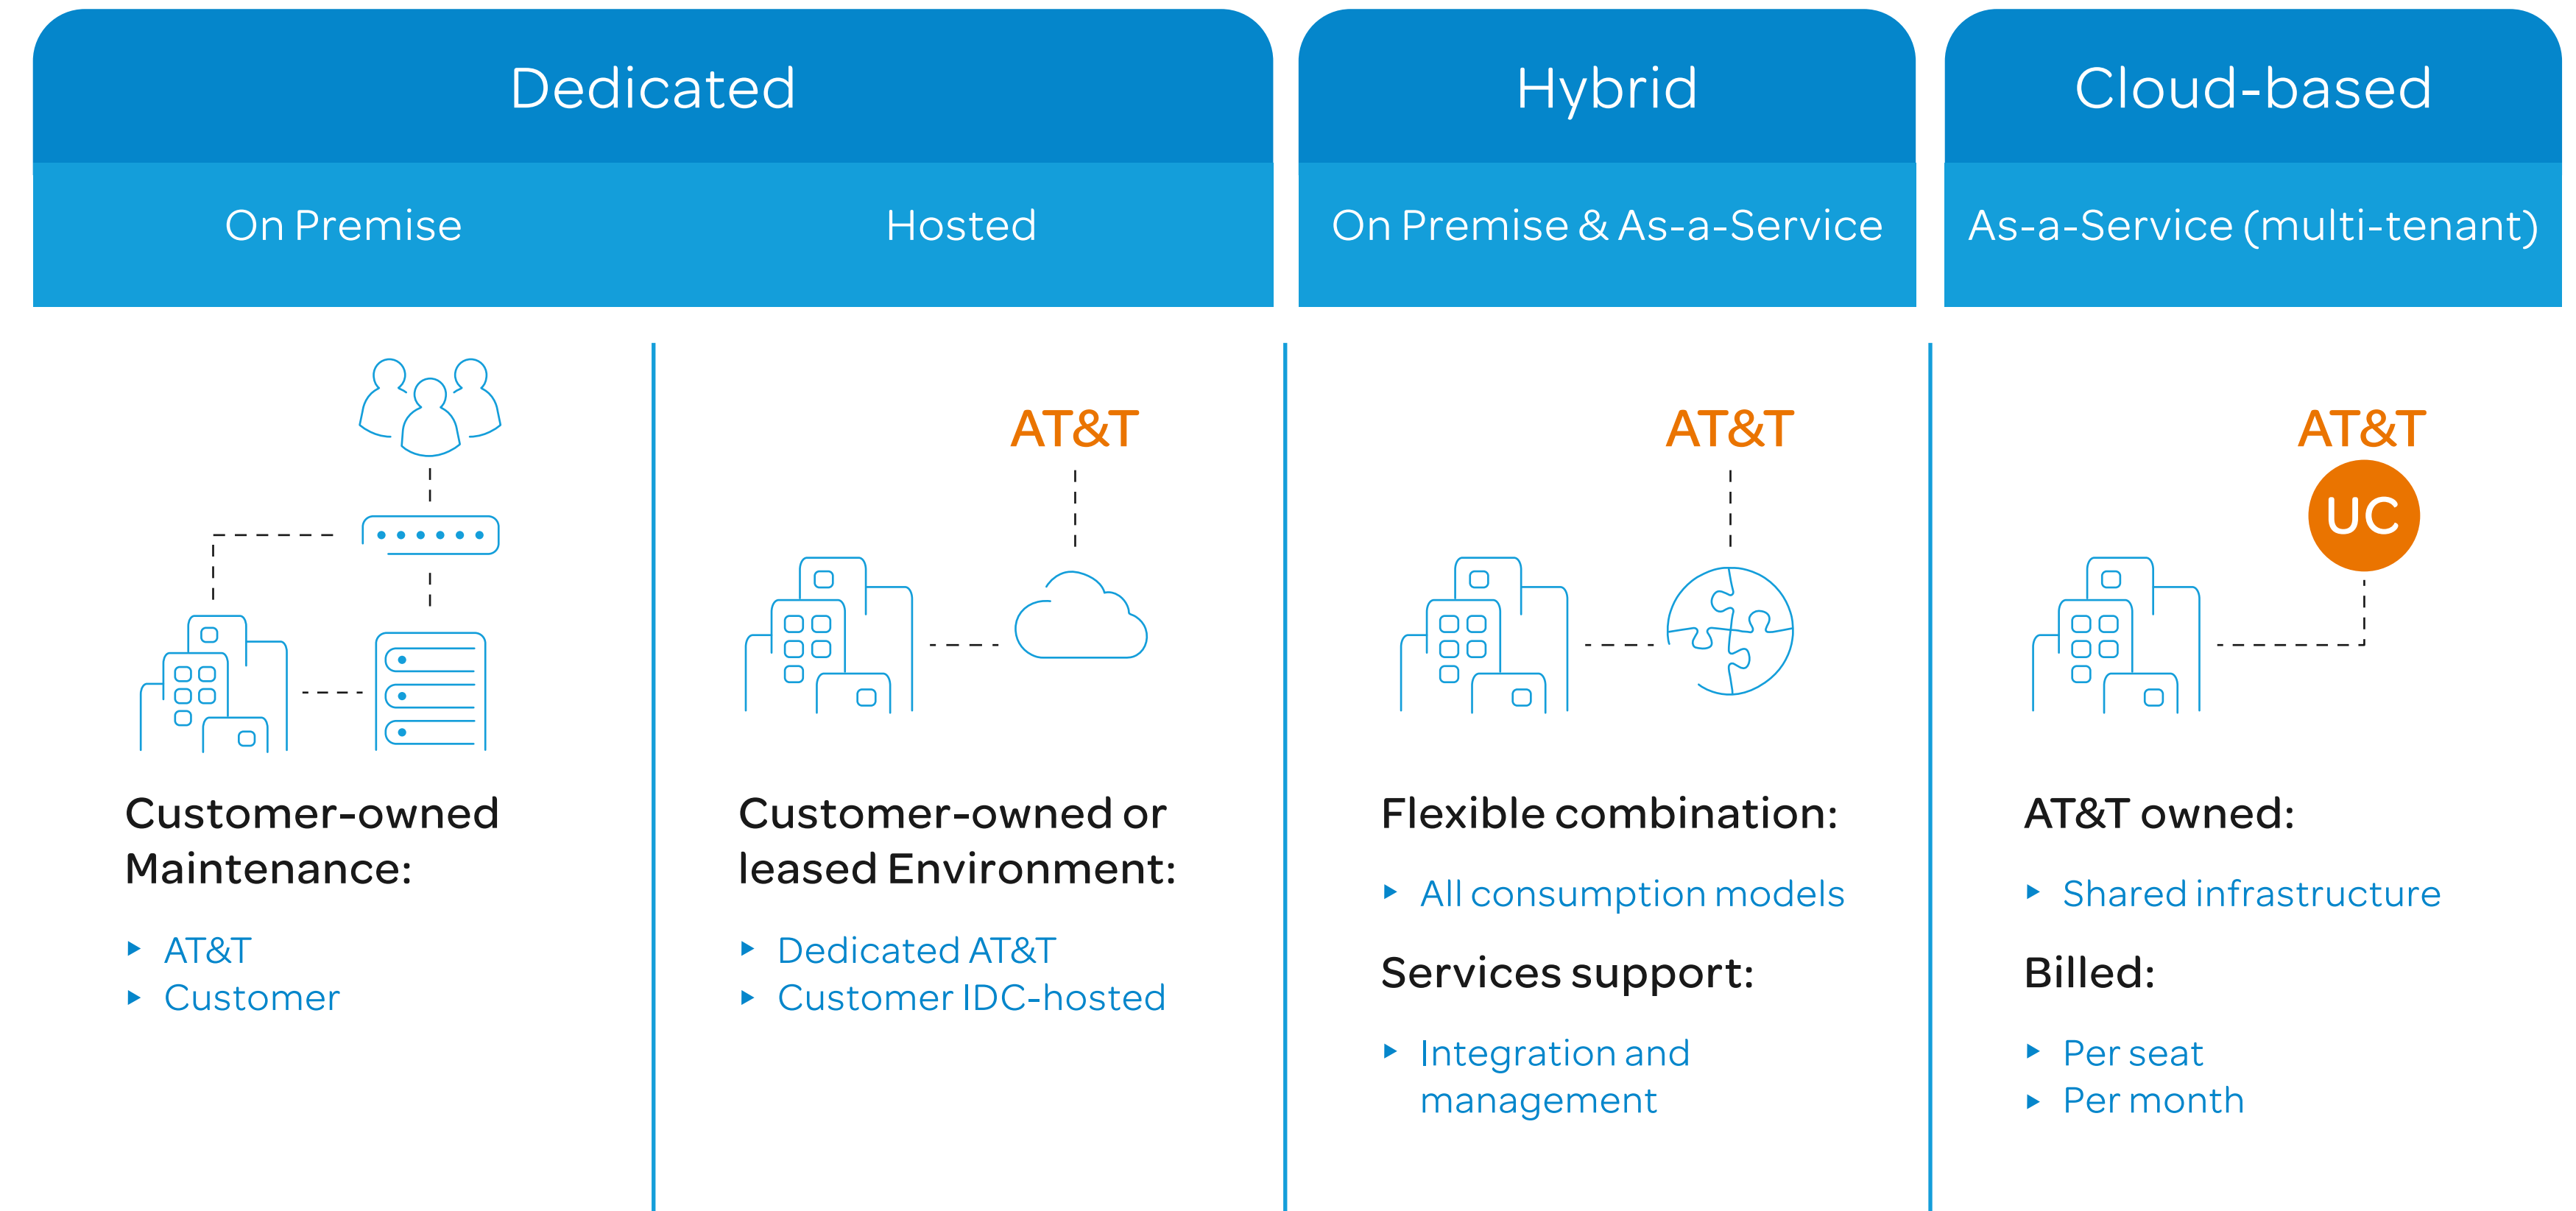 Dedicated
On Premise
Hosted
Hybrid
On Premise & As-a-Service
Cloud-based
As-a-Service (multi-tenant)
Customer-owned
Maintenance:
AT&T
Customer
AT&T
Customer-owned or
leased Environment:
Dedicated AT&T
Customer IDC-hosted
AT&T
Flexible combination:
All consumption models
Services support:
Integration and
management
AT&T
UC
AT&T owned:
Shared infrastructure
Billed:
Per seat
Per month